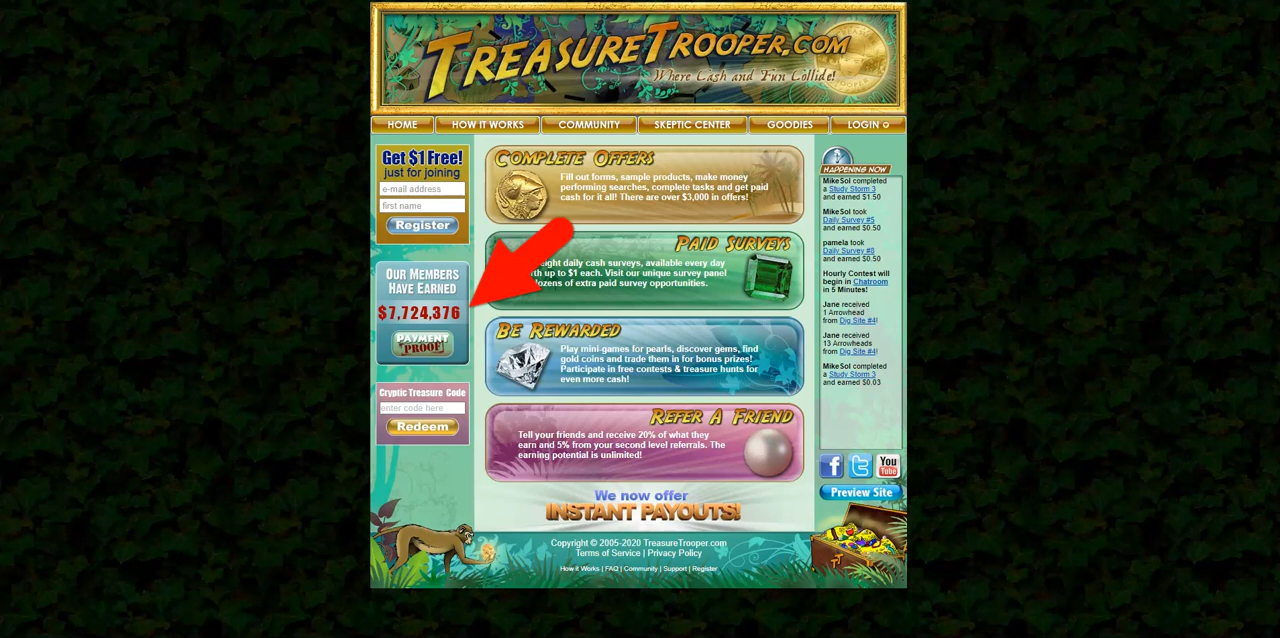 TREASURETROOPER.COM
Where Cash and Fun Collide!
HOME
HOW IT WORKS
COMMUNITY
SKEPTIC CENTER
GOODIES
LOGIN
Get $1 Free!
just for joining
e-mail address
first name
Register
OUR MEMBERS
HAVE EARNED
$7,724,376
PAYMENT
PROOF
Cryptic Treasure Code
enter code here
Redeem
COMPLETE OFFERS
Fill out forms, sample products, make money
performing searches, complete tasks and get paid
cash for it all! There are over $3,000 in offers!
PAID SURVEYS
eight daily cash surveys, available every day
up to $1 each. Visit our unique survey panel
dozens of extra paid survey opportunities.
BE REWARDED
Play mini-games for pearls, discover gems, find
gold coins and trade them in for bonus prizes!
Participate in free contests & treasure hunts for
even more cash!
REFER A FRIEND
Tell your friends and receive 20% of what they
earn and 5% from your second level referrals. The
earning potential is unlimited!
We now offer
INSTANT PAYOUTS!
HAPPENING NOW
MikeSol completed
a Study Storm 3
and earned $1.50
MikeSol took
Daily Survey #5
and earned $0.50
pamela took
Daily Survey #8
and earned $0.50
Hourly Contest will
begin in Chatroom
in 5 Minutes!
Jane received
1 Arrowhead
from Dig Site #4!
Jane received
13 Arrowheads
from Dig Site #4!
MikeSol completed
a Study Storm 3
and earned $0.03
f
t
You
Tube
Preview Site
Copyright © 2005-2020 TreasureTrooper.com
Terms of Service | Privacy Policy
How it Works | FAQ | Community | Support | Register